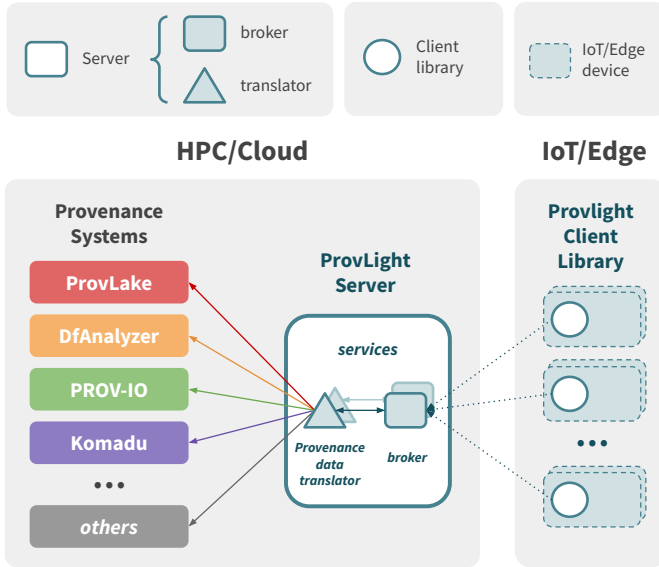 Server
broker
translator
Client
library
IoT/Edge
device
HPC/Cloud
IoT/Edge
Provenance
Systems
ProvLake
DfAnalyzer
PROV-IO
Komadu
•••
others
ProvLight
Server
services
Provenance
data
translator
broker
Provlight
Client
Library
•••